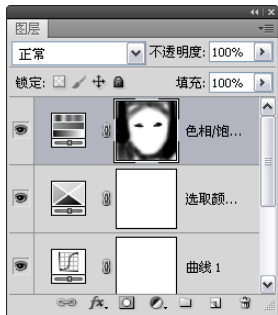 图层
正常 不透明度: 100%
锁定: 填充: 100%
色相/饱...
选取颜...
曲线 1
fx.